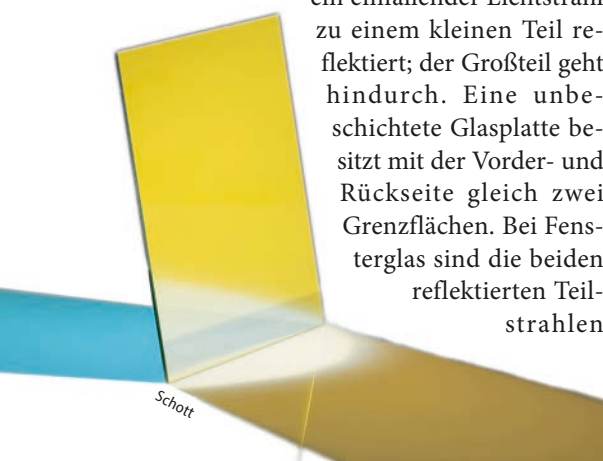 zu einem kleinen Teil re-
flektiert; der Großteil geht
hindurch. Eine unbe-
schichtete Glasplatte be-
sitzt mit der Vorder- und
Rückseite gleich zwei
Grenzflächen. Bei Fens-
terglas sind die beiden
reflektierten Teil-
strahlen
Schott